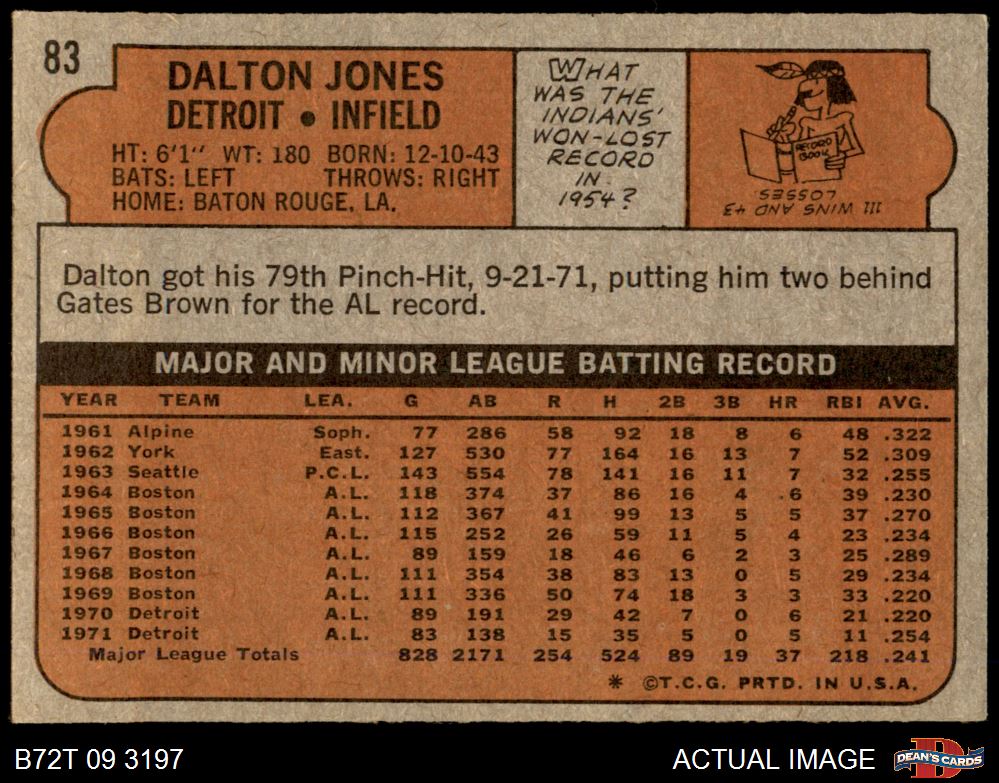 83
DALTON JONES
DETROIT • INFIELD
HT: 6'1" WT: 180 BORN: 12-10-43
BATS: LEFT THROWS: RIGHT
HOME: BATON ROUGE, LA.
WHAT
WAS THE
INDIANS'
WON-LOST
RECORD
IN
1954?
RECORD
BOOK
111 WINS AND 43
LOSSES
Dalton got his 79th Pinch-Hit, 9-21-71, putting him two behind
Gates Brown for the AL record.
MAJOR AND MINOR LEAGUE BATTING RECORD
YEAR TEAM LEA. G AB R H 2B 3B HR RBI AVG.
1961 Alpine Soph. 77 286 58 92 18 8 6 48 .322
1962 York East. 127 530 77 164 16 13 7 52 .309
1963 Seattle P.C.L. 143 554 78 141 16 11 7 32 .255
1964 Boston A.L. 118 374 37 86 16 4 6 39 .230
1965 Boston A.L. 112 367 41 99 13 5 5 37 .270
1966 Boston A.L. 115 252 26 59 11 5 4 23 .234
1967 Boston A.L. 89 159 18 46 6 2 3 25 .289
1968 Boston A.L. 111 354 38 83 13 0 5 29 .234
1969 Boston A.L. 111 336 50 74 18 3 3 33 .220
1970 Detroit A.L. 89 191 29 42 7 0 6 21 .220
1971 Detroit A.L. 83 138 15 35 5 0 5 11 .254
Major League Totals 828 2171 254 524 89 19 37 218 .241
* ©T.C.G. PRTD. IN U.S.A.
B72T 09 3197
ACTUAL IMAGE
DEAN'S CARDS